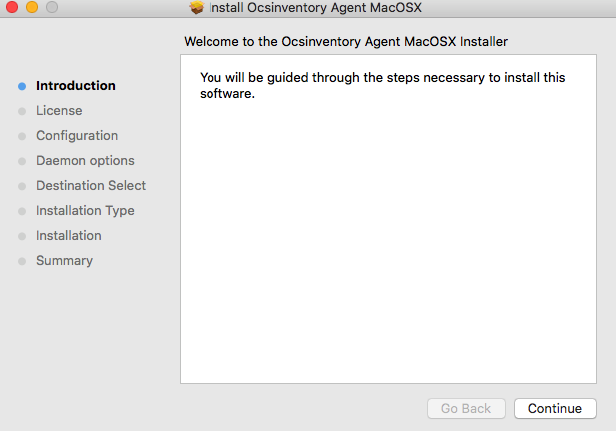 Install Ocsinventory Agent MacOSX
Welcome to the Ocsinventory Agent MacOSX Installer
Introduction
License
Configuration
Daemon options
Destination Select
Installation Type
Installation
Summary
You will be guided through the steps necessary to install this
software.
Go Back
Continue